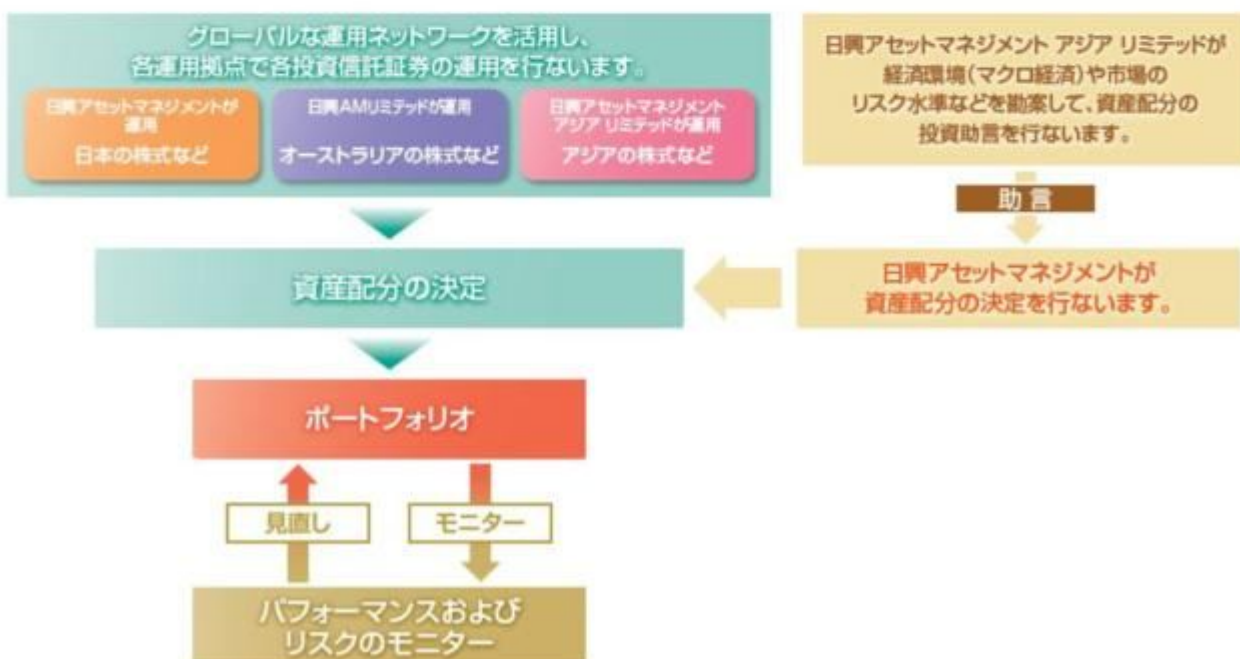 グローバルな運用ネットワークを活用し、
各運用拠点で各投資信託証券の運用を行ないます。
日興アセットマネジメントが
運用
日本の株式など
日興AMリミテッドが運用
オーストラリアの株式など
日興アセットマネジメント
アジア リミテッドが運用
アジアの株式など
日興アセットマネジメント アジア リミテッドが
経済環境(マクロ経済)や市場の
リスク水準などを勘案して、資産配分の
投資助言を行ないます。
助言
資産配分の決定
日興アセットマネジメントが
資産配分の決定を行ないます。
ポートフォリオ
見直し
モニター
パフォーマンスおよび
リスクのモニター